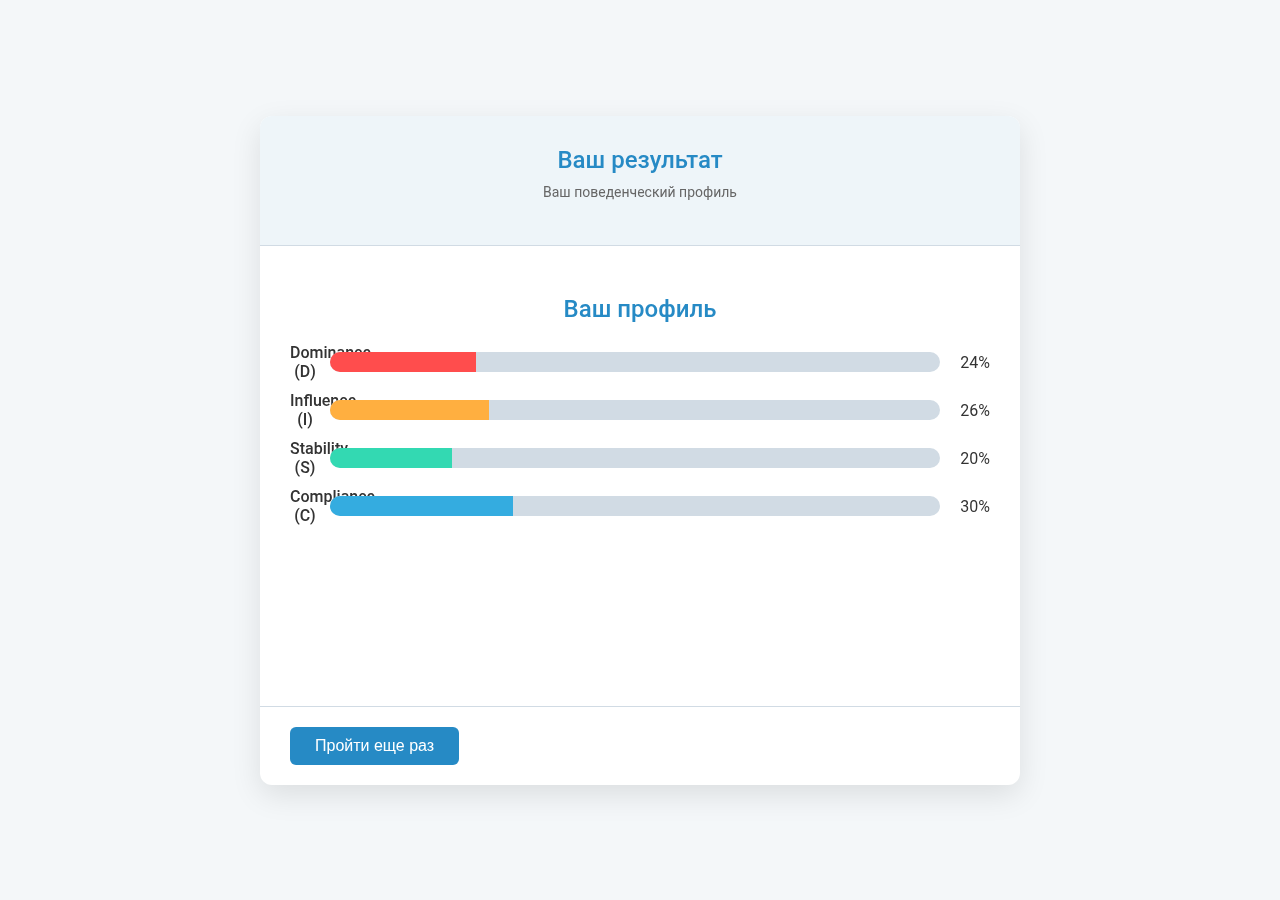 Ваш результат
Ваш поведенческий профиль
Ваш профиль
Dominance
(D)
24%
Influence
(I)
26%
Stability
(S)
20%
Compliance
(C)
30%
Пройти еще раз